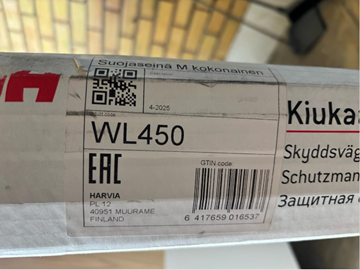 Suojaseinä M.kokonainen
4-2025
WL450
EAC
GTIN code:
HARVIA
PL 12
40951 MUURAME
FINLAND
6 417659 016537
Kiuka
Skyddsväg
Schutzman
Защитная